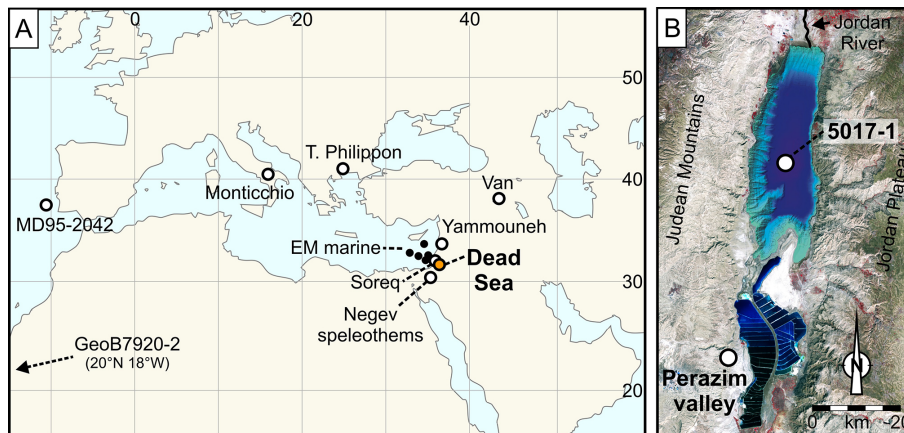 A
0
20
40
50
T. Philippon
Van
40
Monticchio
MD95-2042
Yammouneh
EM marine
Dead
Sea
Soreq
30
Negev
speleothems
GeoB7920-2
(20°N 18°W)
20
B
Jordan
River
5017-1
Judean Mountains
Jordan Plateau
Perazim
valley
N
0 km 20